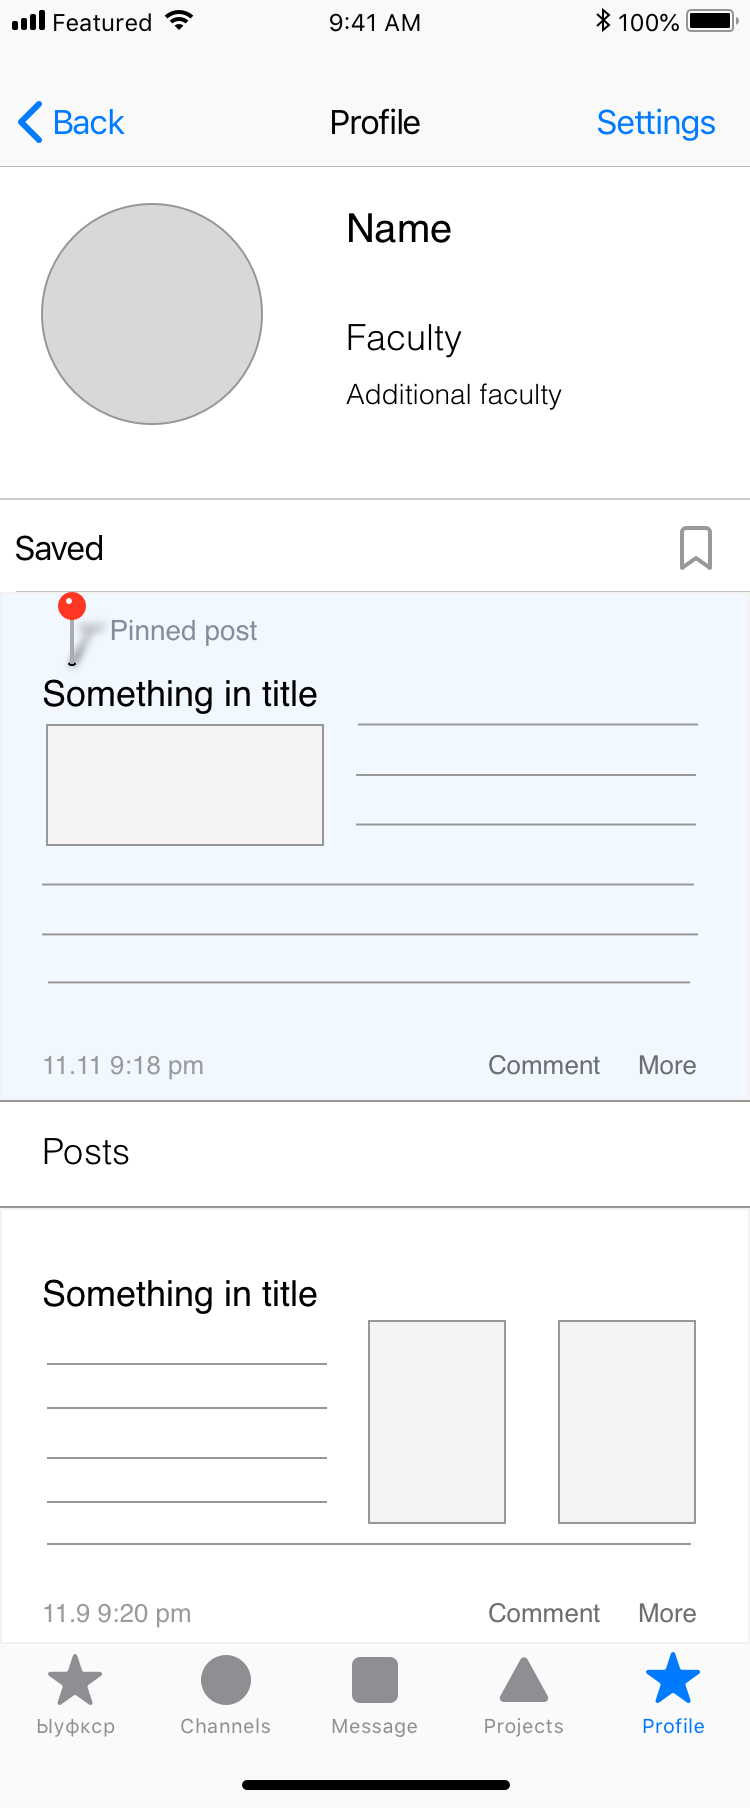 Featured 9:41 AM 100%
Back Profile Settings
Name
Faculty
Additional faculty
Saved
Pinned post
Something in title
11.11 9:18 pm Comment More
Posts
Something in title
11.9 9:20 pm Comment More
Ыуфкср Channels Message Projects Profile